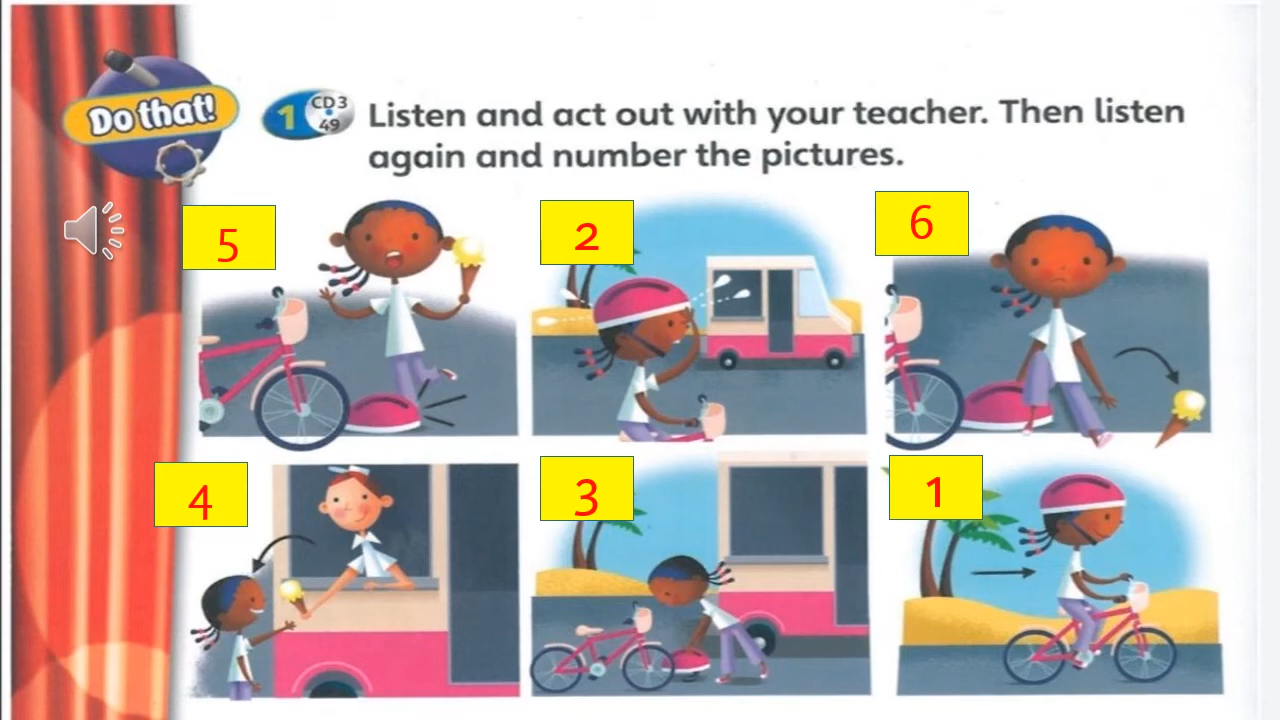 Do that!
1
CD3
49
Listen and act out with your teacher. Then listen
again and number the pictures.
5
2
6
4
3
1